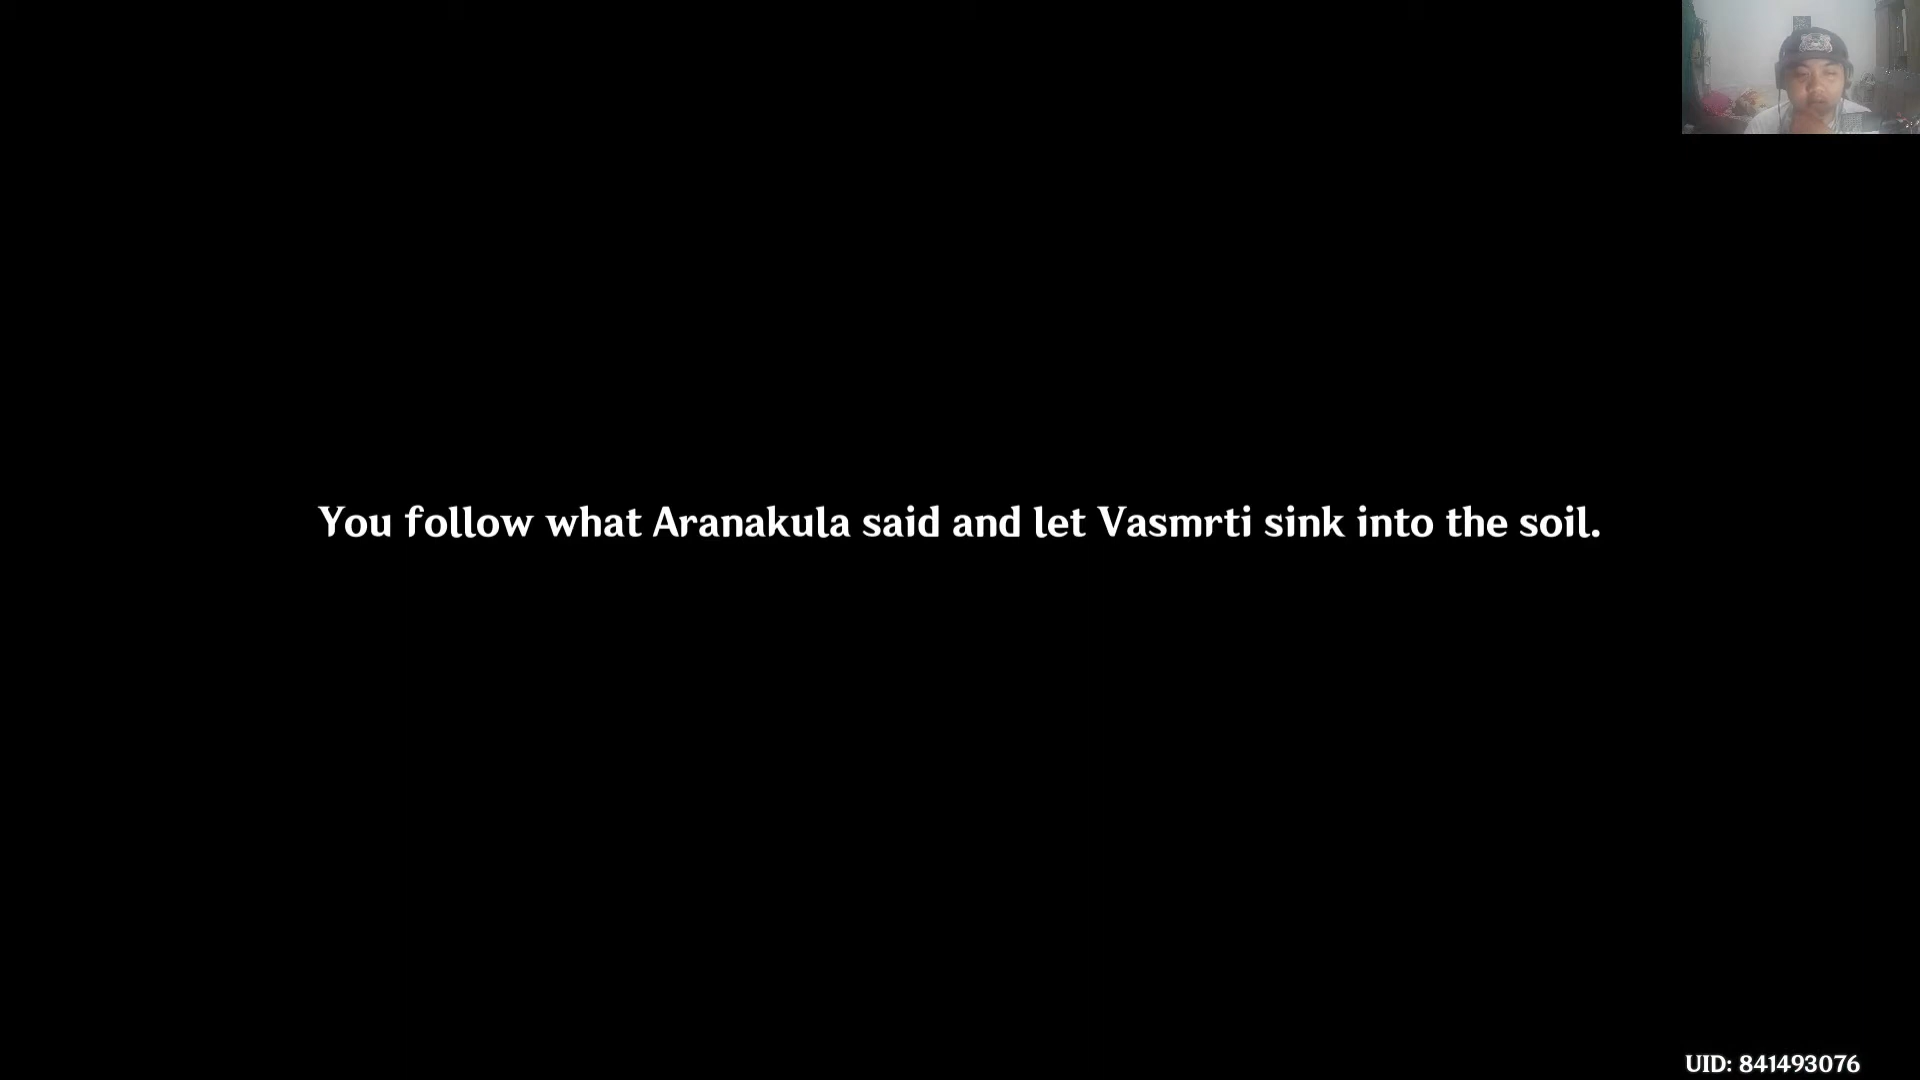 You follow what Aranakula said and let Vasmrti sink into the soil.
UID: 841493076